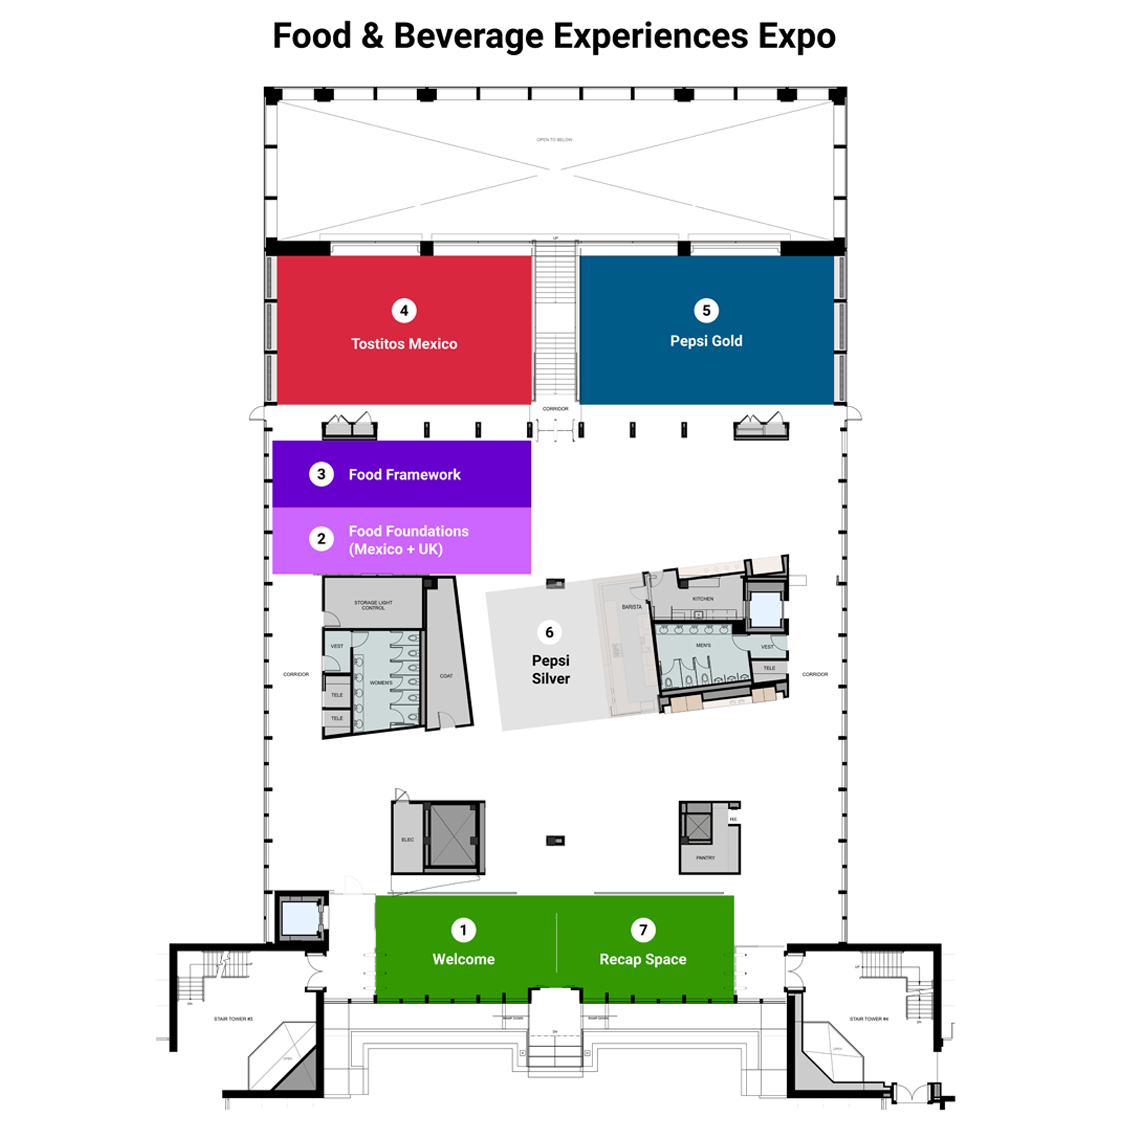 Food & Beverage Experiences Expo
OPEN TO BELOW
UP
4
Tostitos Mexico
5
Pepsi Gold
CORRIDOR
3
Food Framework
2
Food Foundations
(Mexico + UK)
STORAGE LIGHT
CONTROL
VEST
WOMEN'S
COAT
TELE
TELE
CORRIDOR
6
Pepsi
Silver
BARISTA
KITCHEN
MEN'S
VEST
TELE
CORRIDOR
ELEC
PANTRY
1
Welcome
7
Recap Space
UP
DN
STAIR TOWER #3
OPEN
DN
UP
DN
STAIR TOWER #4
OPEN